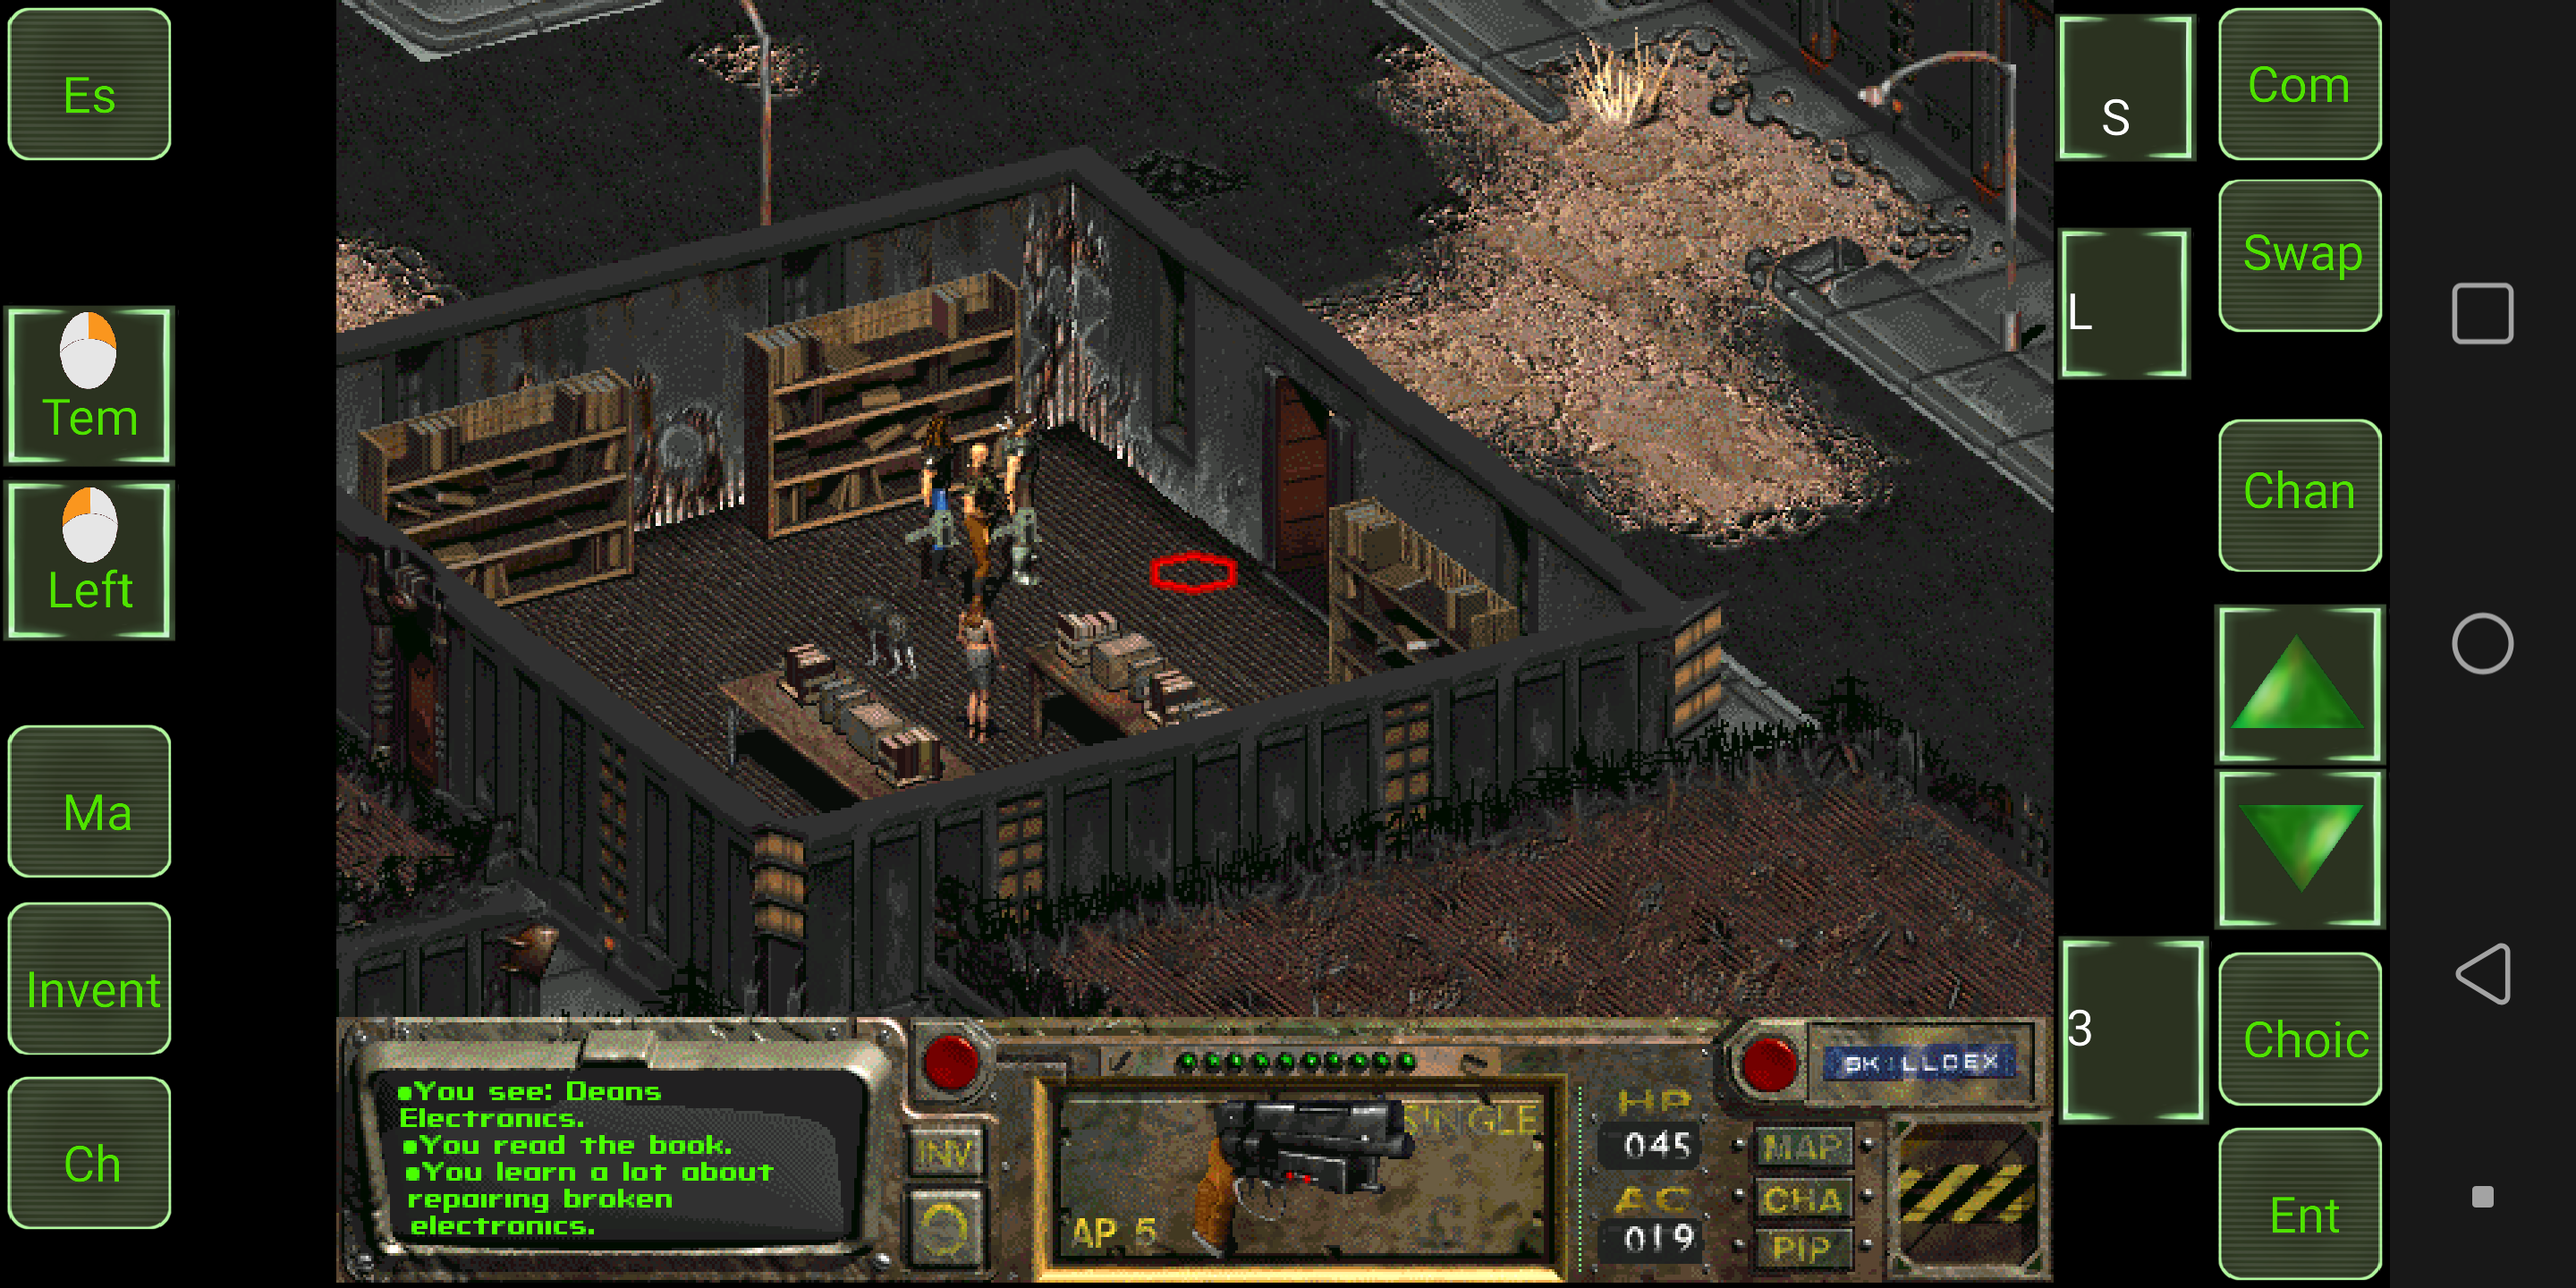 Es
S
Com
Swap
L
Tem
Chan
Left
Ma
Invent
3
Choic
Ch
Ent
•You see: Deans
Electronics.
•You read the book.
•You learn a lot about
repairing broken
electronics.
INV
SINGLE
AP 5
HP
045
AC
019
SKILLDEX
MAP
CHA
PIP